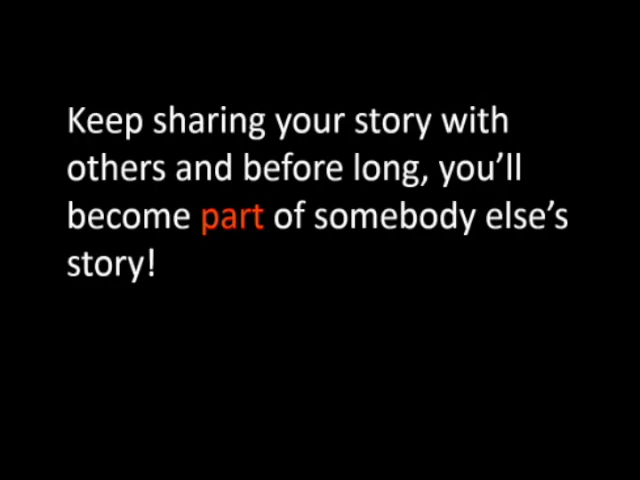 Keep sharing your story with
others and before long, you’ll
become part of somebody else’s
story!